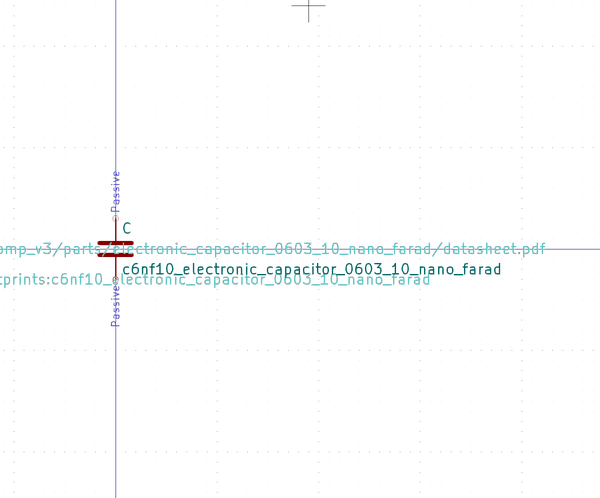 Passive
C
omp_v3/parts/electronic_capacitor_0603_10_nano_farad/datasheet.pdf
c6nf10_electronic_capacitor_0603_10_nano_farad
tprints:c6nf10_electronic_capacitor_0603_10_nano_farad
Passive